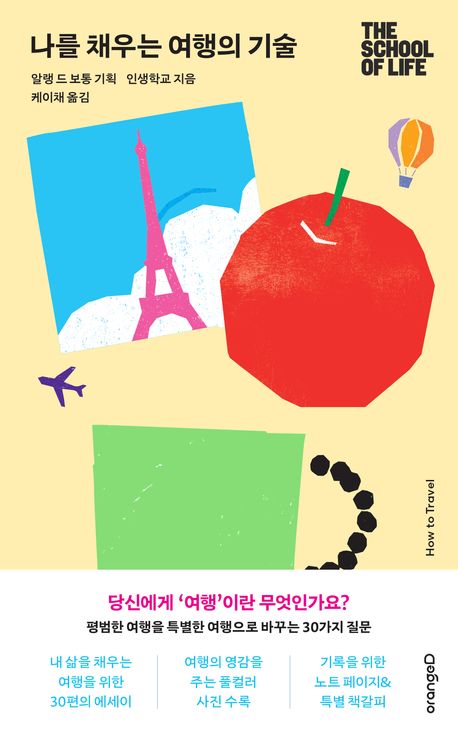 나를 채우는 여행의 기술
THE
SCHOOL
OF LIFE
알랭 드 보통 기획 인생학교 지음
케이채 옮김
How to Travel
당신에게 ‘여행’이란 무엇인가요?
평범한 여행을 특별한 여행으로 바꾸는 30가지 질문
내 삶을 채우는
여행을 위한
30편의 에세이
여행의 영감을
주는 풀컬러
사진 수록
기록을 위한
노트 페이지&
특별 책갈피
orangeD